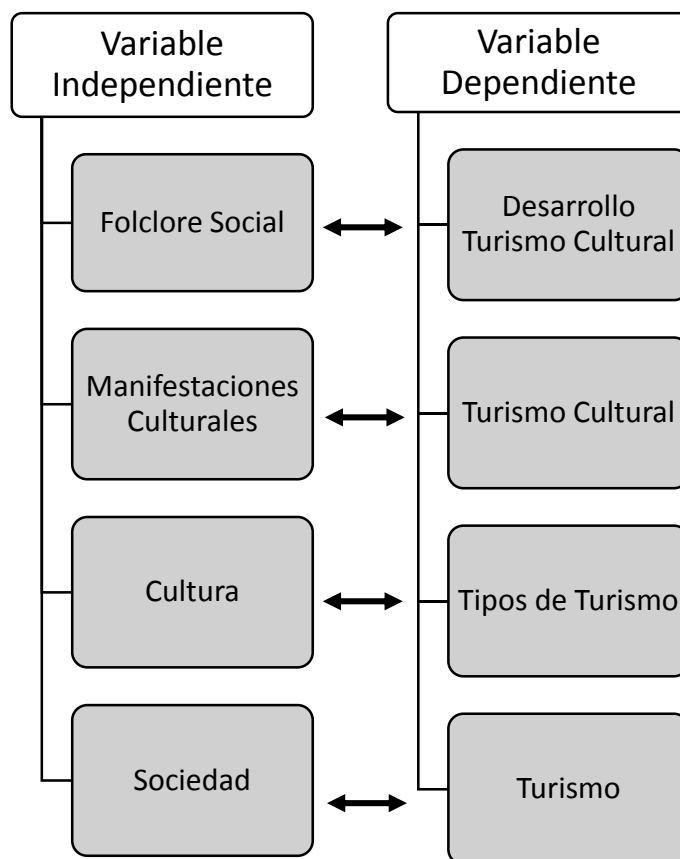 Variable
Independiente
Folclore Social
Manifestaciones
Culturales
Cultura
Sociedad
Variable
Dependiente
Desarrollo
Turismo Cultural
Turismo Cultural
Tipos de Turismo
Turismo